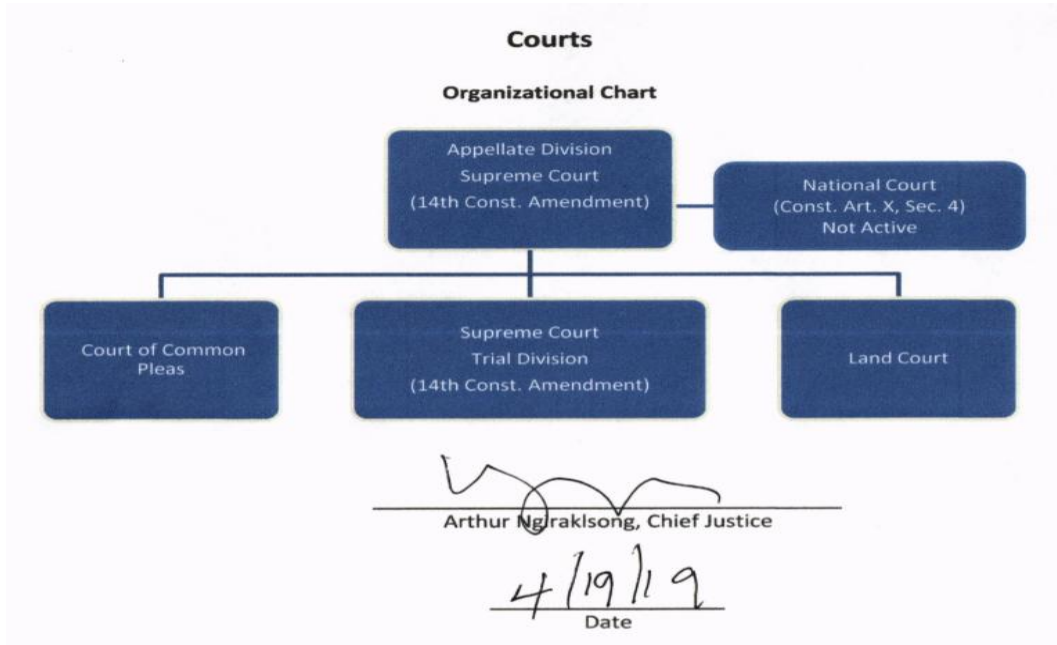 Courts
Organizational Chart
Appellate Division
Supreme Court
(14th Const. Amendment)
National Court
(Const. Art. X, Sec. 4)
Not Active
Court of Common
Pleas
Supreme Court
Trial Division
(14th Const. Amendment)
Land Court
Arthur Ngiraklsong, Chief Justice
4/19/19
Date